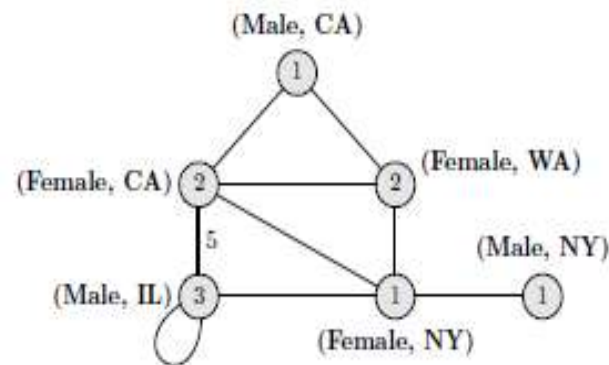 (Male, CA)
1
(Female, CA) 2 2 (Female, WA)
5
(Male, NY)
(Male, IL) 3 1 1
(Female, NY)